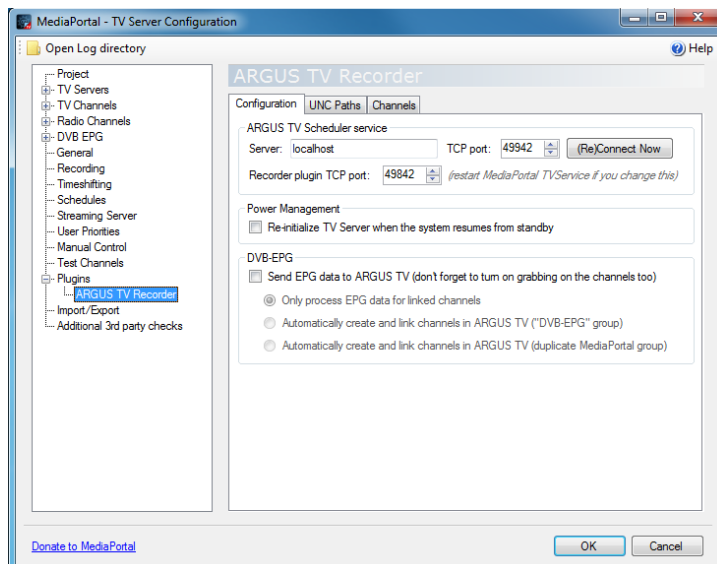 MediaPortal - TV Server Configuration
Open Log directory
Help
Project
TV Servers
TV Channels
Radio Channels
DVB EPG
General
Recording
Timeshifting
Schedules
Streaming Server
User Priorities
Manual Control
Test Channels
Plugins
ARGUS TV Recorder
Import/Export
Additional 3rd party checks
ARGUS TV Recorder
Configuration UNC Paths Channels
ARGUS TV Scheduler service
Server: localhost TCP port: 49942 (Re)Connect Now
Recorder plugin TCP port: 49842 (restart MediaPortal TVService if you change this)
Power Management
Re-initialize TV Server when the system resumes from standby
DVB-EPG
Send EPG data to ARGUS TV (don't forget to turn on grabbing on the channels too)
Only process EPG data for linked channels
Automatically create and link channels in ARGUS TV ("DVB-EPG" group)
Automatically create and link channels in ARGUS TV (duplicate MediaPortal group)
Donate to MediaPortal
OK Cancel